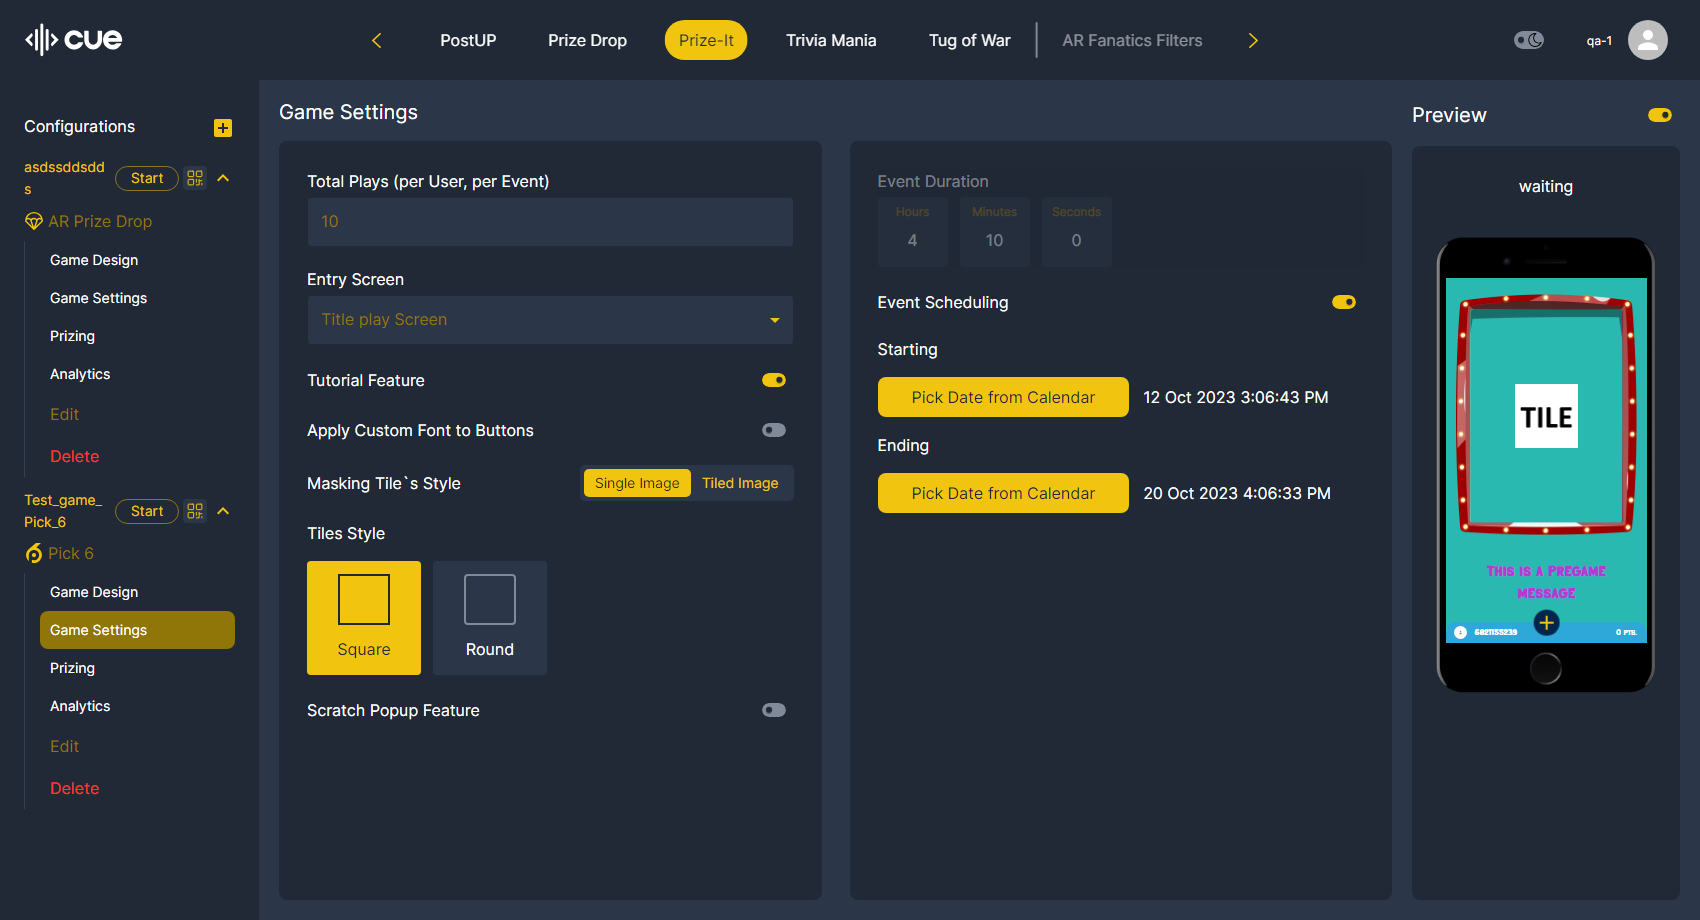 cue
PostUP
Prize Drop
Prize-It
Trivia Mania
Tug of War
AR Fanatics Filters
qa-1
Configurations
asdssddsdd
s
Start
AR Prize Drop
Game Design
Game Settings
Prizing
Analytics
Edit
Delete
Test_game_
Pick_6
Start
Pick 6
Game Design
Game Settings
Prizing
Analytics
Edit
Delete
Game Settings
Total Plays (per User, per Event)
10
Entry Screen
Title play Screen
Tutorial Feature
Apply Custom Font to Buttons
Masking Tile`s Style
Single Image
Tiled Image
Tiles Style
Square
Round
Scratch Popup Feature
Event Duration
Hours
Minutes
Seconds
4
10
0
Event Scheduling
Starting
Pick Date from Calendar
12 Oct 2023 3:06:43 PM
Ending
Pick Date from Calendar
20 Oct 2023 4:06:33 PM
Preview
waiting
TILE
THIS IS A PREGAME
MESSAGE
6821155239
0 PTS.